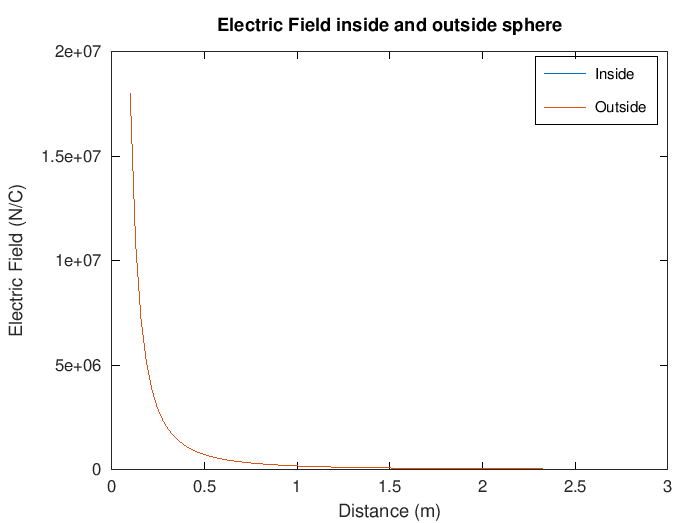 Electric Field inside and outside sphere
2e+07
1.5e+07
1e+07
5e+06
0
Electric Field (N/C)
Inside
Outside
0
0.5
1
1.5
2
2.5
3
Distance (m)